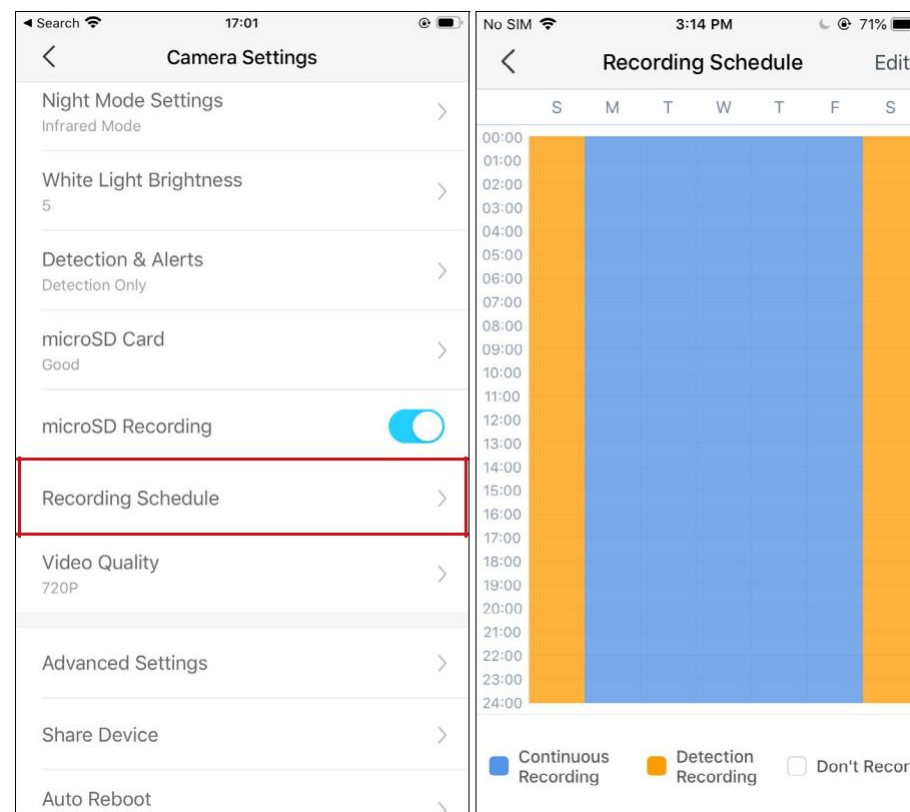 Search
17:01
Camera Settings
Night Mode Settings
Infrared Mode
White Light Brightness
5
Detection & Alerts
Detection Only
microSD Card
Good
microSD Recording
Recording Schedule
Video Quality
720P
Advanced Settings
Share Device
Auto Reboot
No SIM
3:14 PM
71%
Recording Schedule
Edit
S M T W T F S
00:00
01:00
02:00
03:00
04:00
05:00
06:00
07:00
08:00
09:00
10:00
11:00
12:00
13:00
14:00
15:00
16:00
17:00
18:00
19:00
20:00
21:00
22:00
23:00
24:00
Continuous
Recording
Detection
Recording
Don't Recor